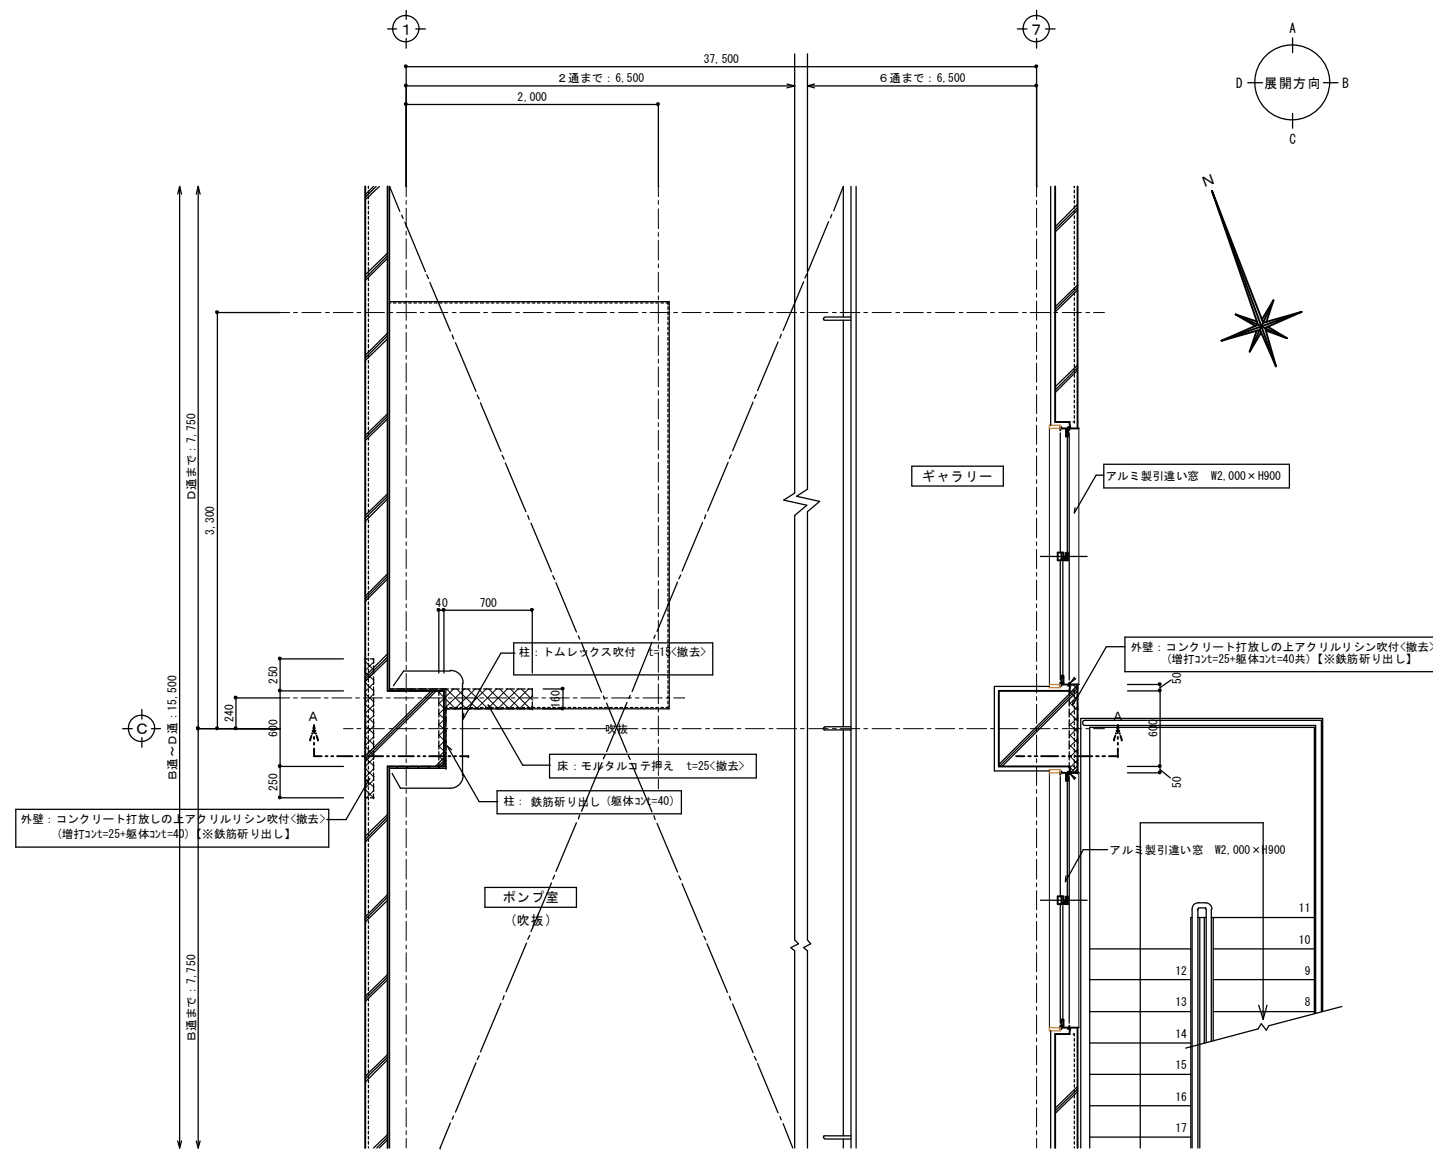 1
7
37,500
2通まで：6,500
6通まで：6,500
2,000
A
D
展開方向
B
C
N
D通まで：7,750
3,300
ギャラリー
アルミ製引違い窓　W2,000×H900
40
700
柱：トムレックス吹付　t=15<撤去>
外壁：コンクリート打放しの上アクリルリシン吹付<撤去>
(増打コンt=25+躯体コンt=40共)【※鉄筋斫り出し】
250
240
600
250
160
50
600
50
B通～D通：15,500
C
A
吹抜
A
床：モルタルコテ押え　t=25<撤去>
柱： 鉄筋斫り出し (躯体コンt=40)
外壁：コンクリート打放しの上アクリルリシン吹付<撤去>
(増打コンt=25+躯体コンt=40)【※鉄筋斫り出し】
アルミ製引違い窓　W2,000×H900
ポンプ室
(吹抜)
B通まで：7,750
11
10
12
9
13
8
14
15
16
17